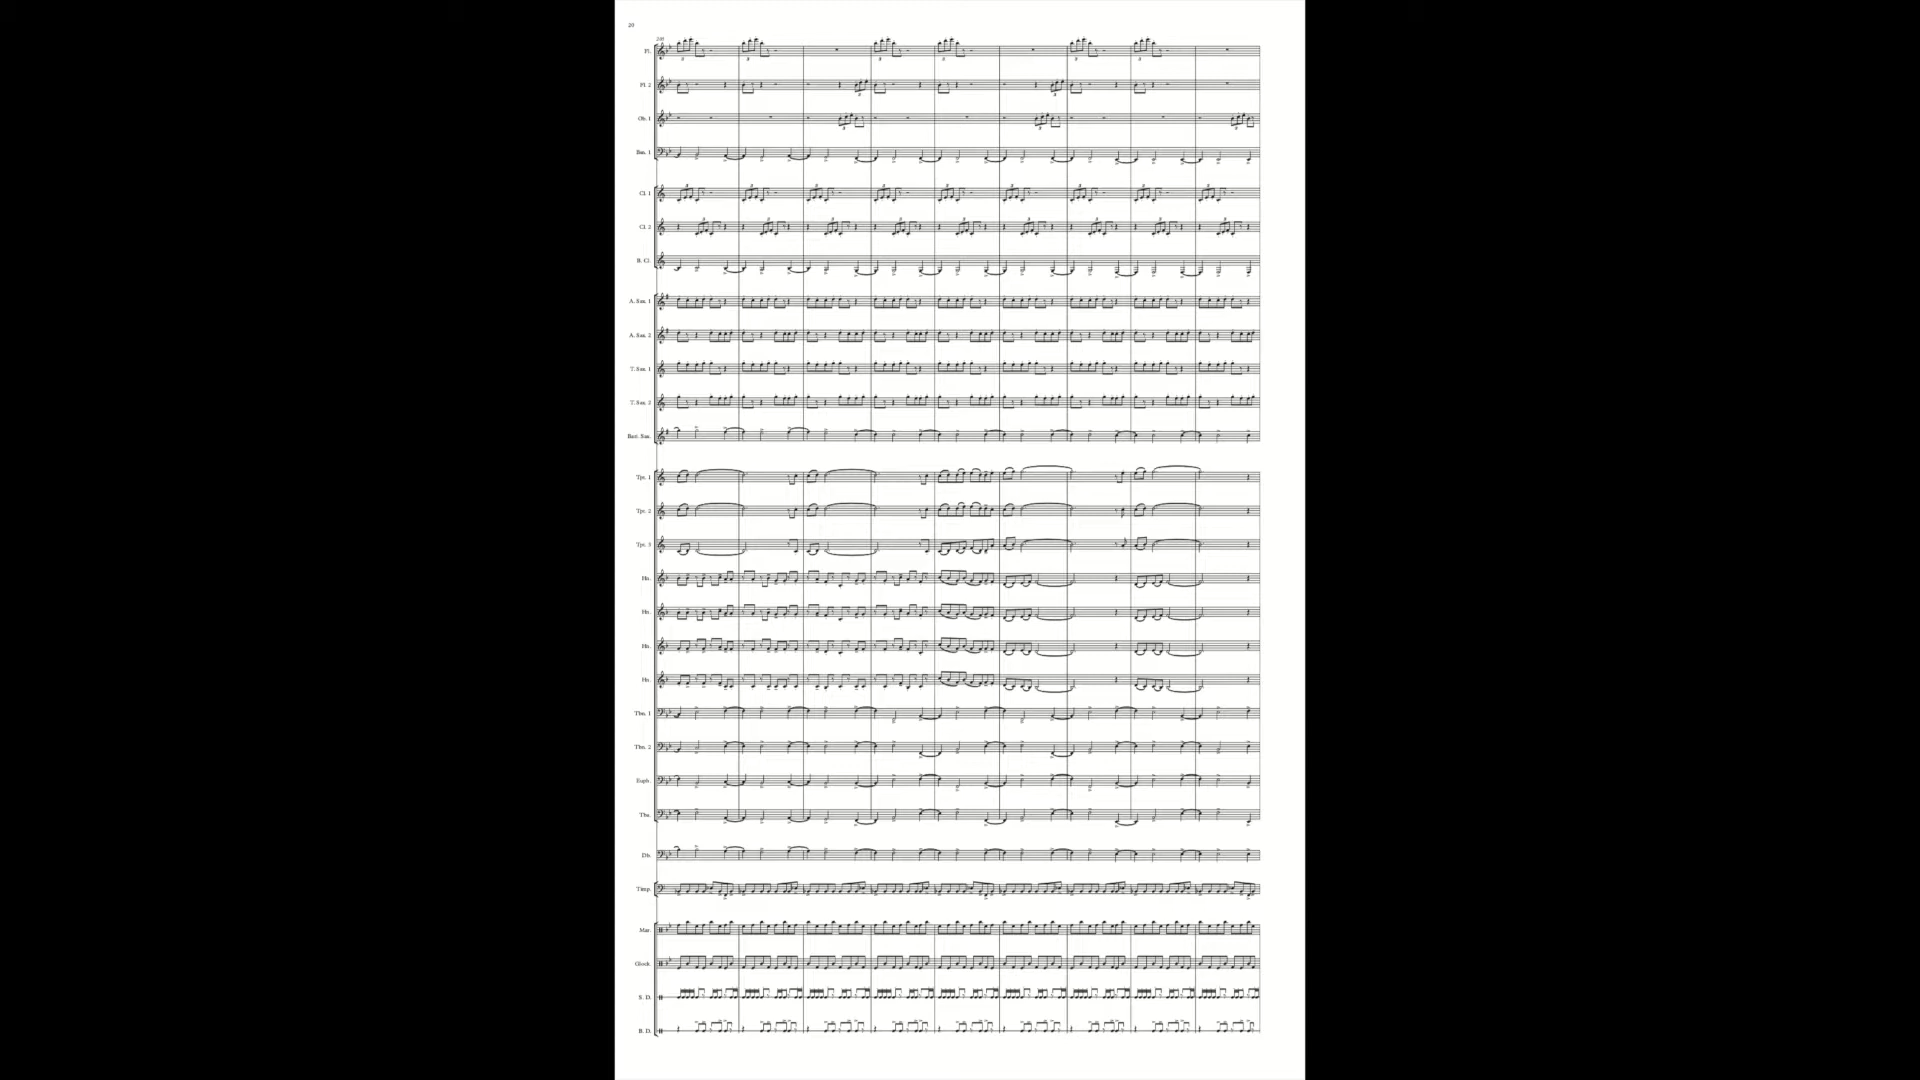 20
Fl.
Fl. 2
Ob. 1
Bsn. 1
Cl. 1
Cl. 2
B. Cl.
A. Sax. 1
A. Sax. 2
T. Sax. 1
T. Sax. 2
Bari. Sax.
Tpt. 1
Tpt. 2
Tpt. 3
Hn.
Hn.
Hn.
Hn.
Tbn. 1
Tbn. 2
Euph.
Tba.
Db.
Timp.
Mar.
Glock.
S. D.
B. D.